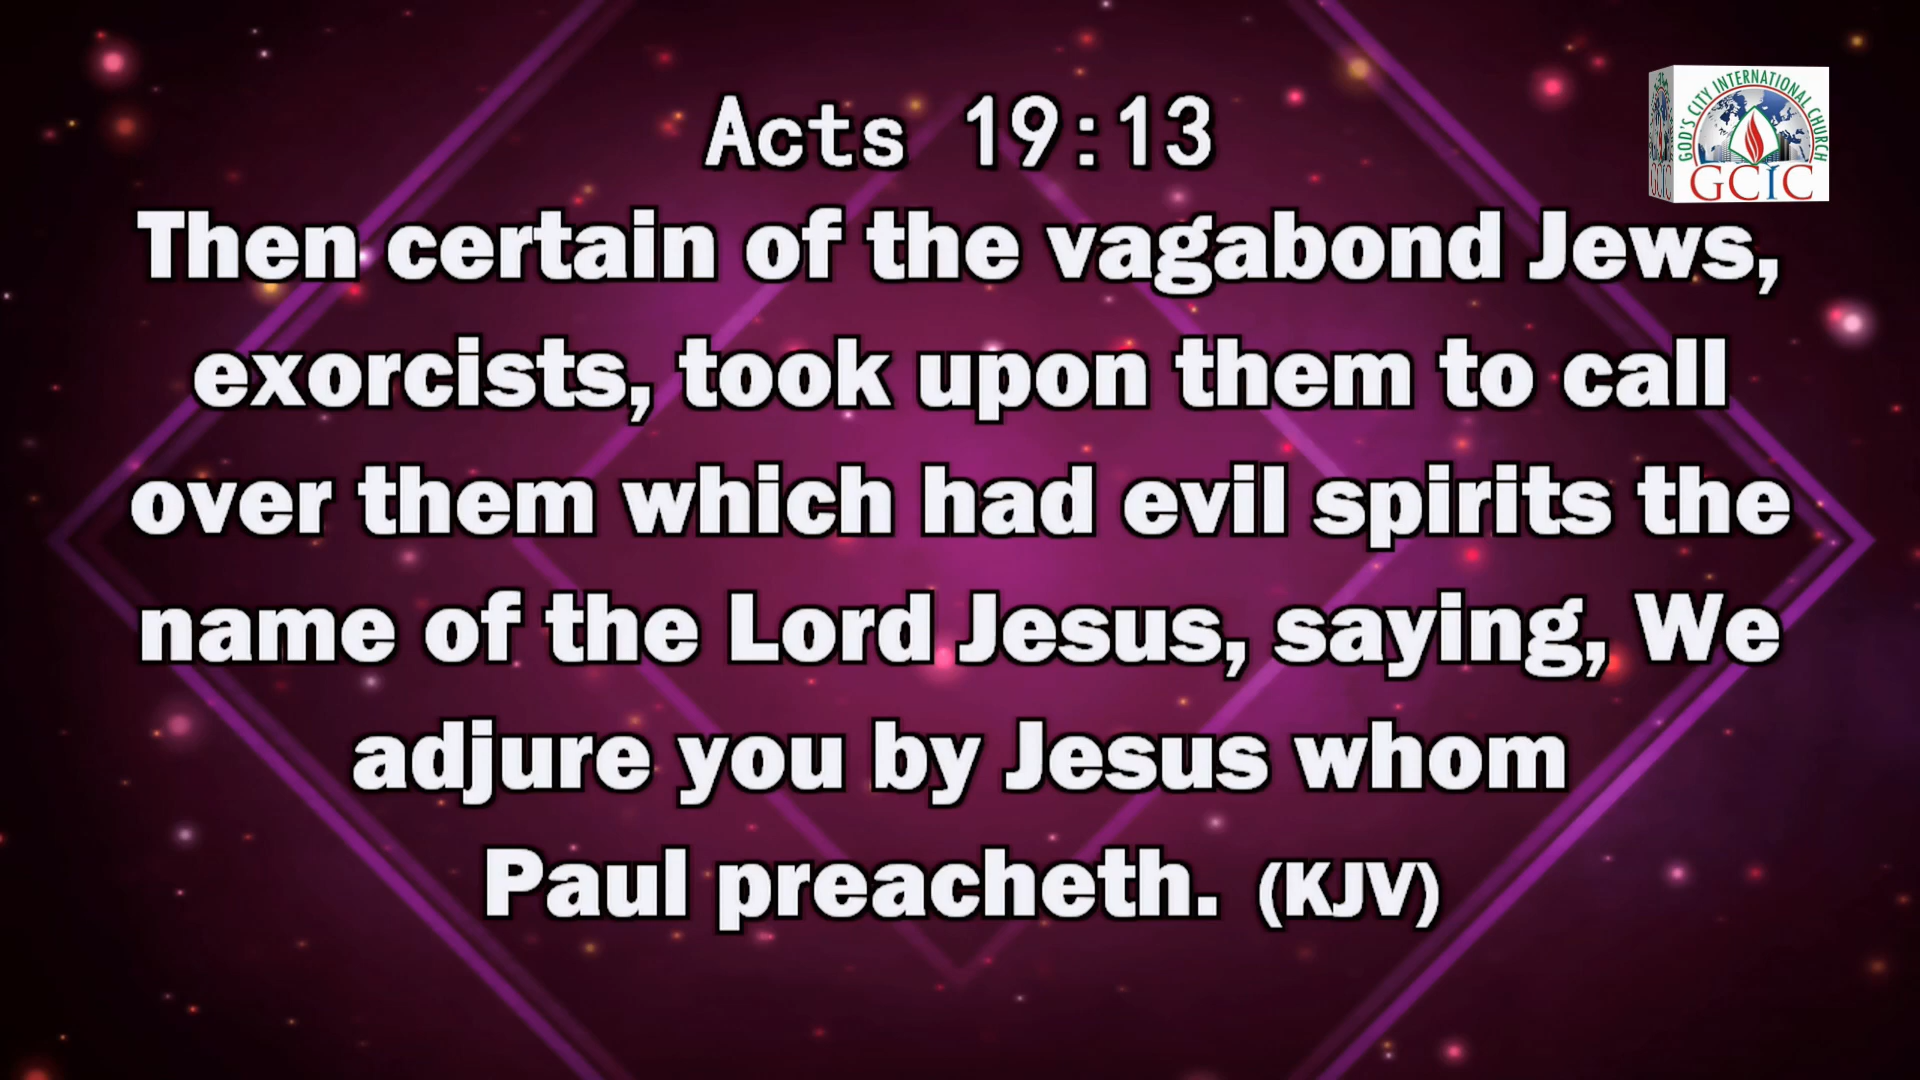 Acts 19:13
GOD'S CITY INTERNATIONAL CHURCH
GCIC
Then certain of the vagabond Jews,
exorcists, took upon them to call
over them which had evil spirits the
name of the Lord Jesus, saying, We
adjure you by Jesus whom
Paul preacheth. (KJV)